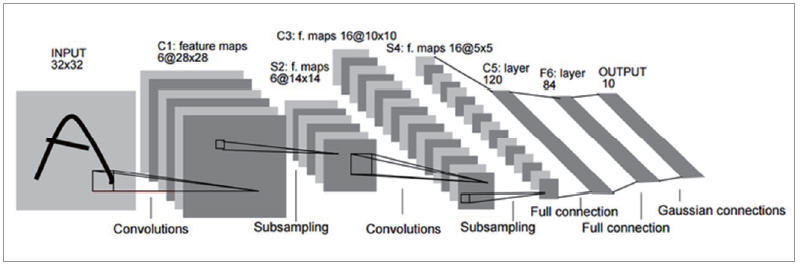 INPUT
32x32
C1: feature maps
6@28x28
S2: f. maps
6@14x14
C3: f. maps 16@10x10
S4: f. maps 16@5x5
C5: layer
120
F6: layer
84
OUTPUT
10
Convolutions
Subsampling
Convolutions
Subsampling
Full connection
Full connection
Gaussian connections